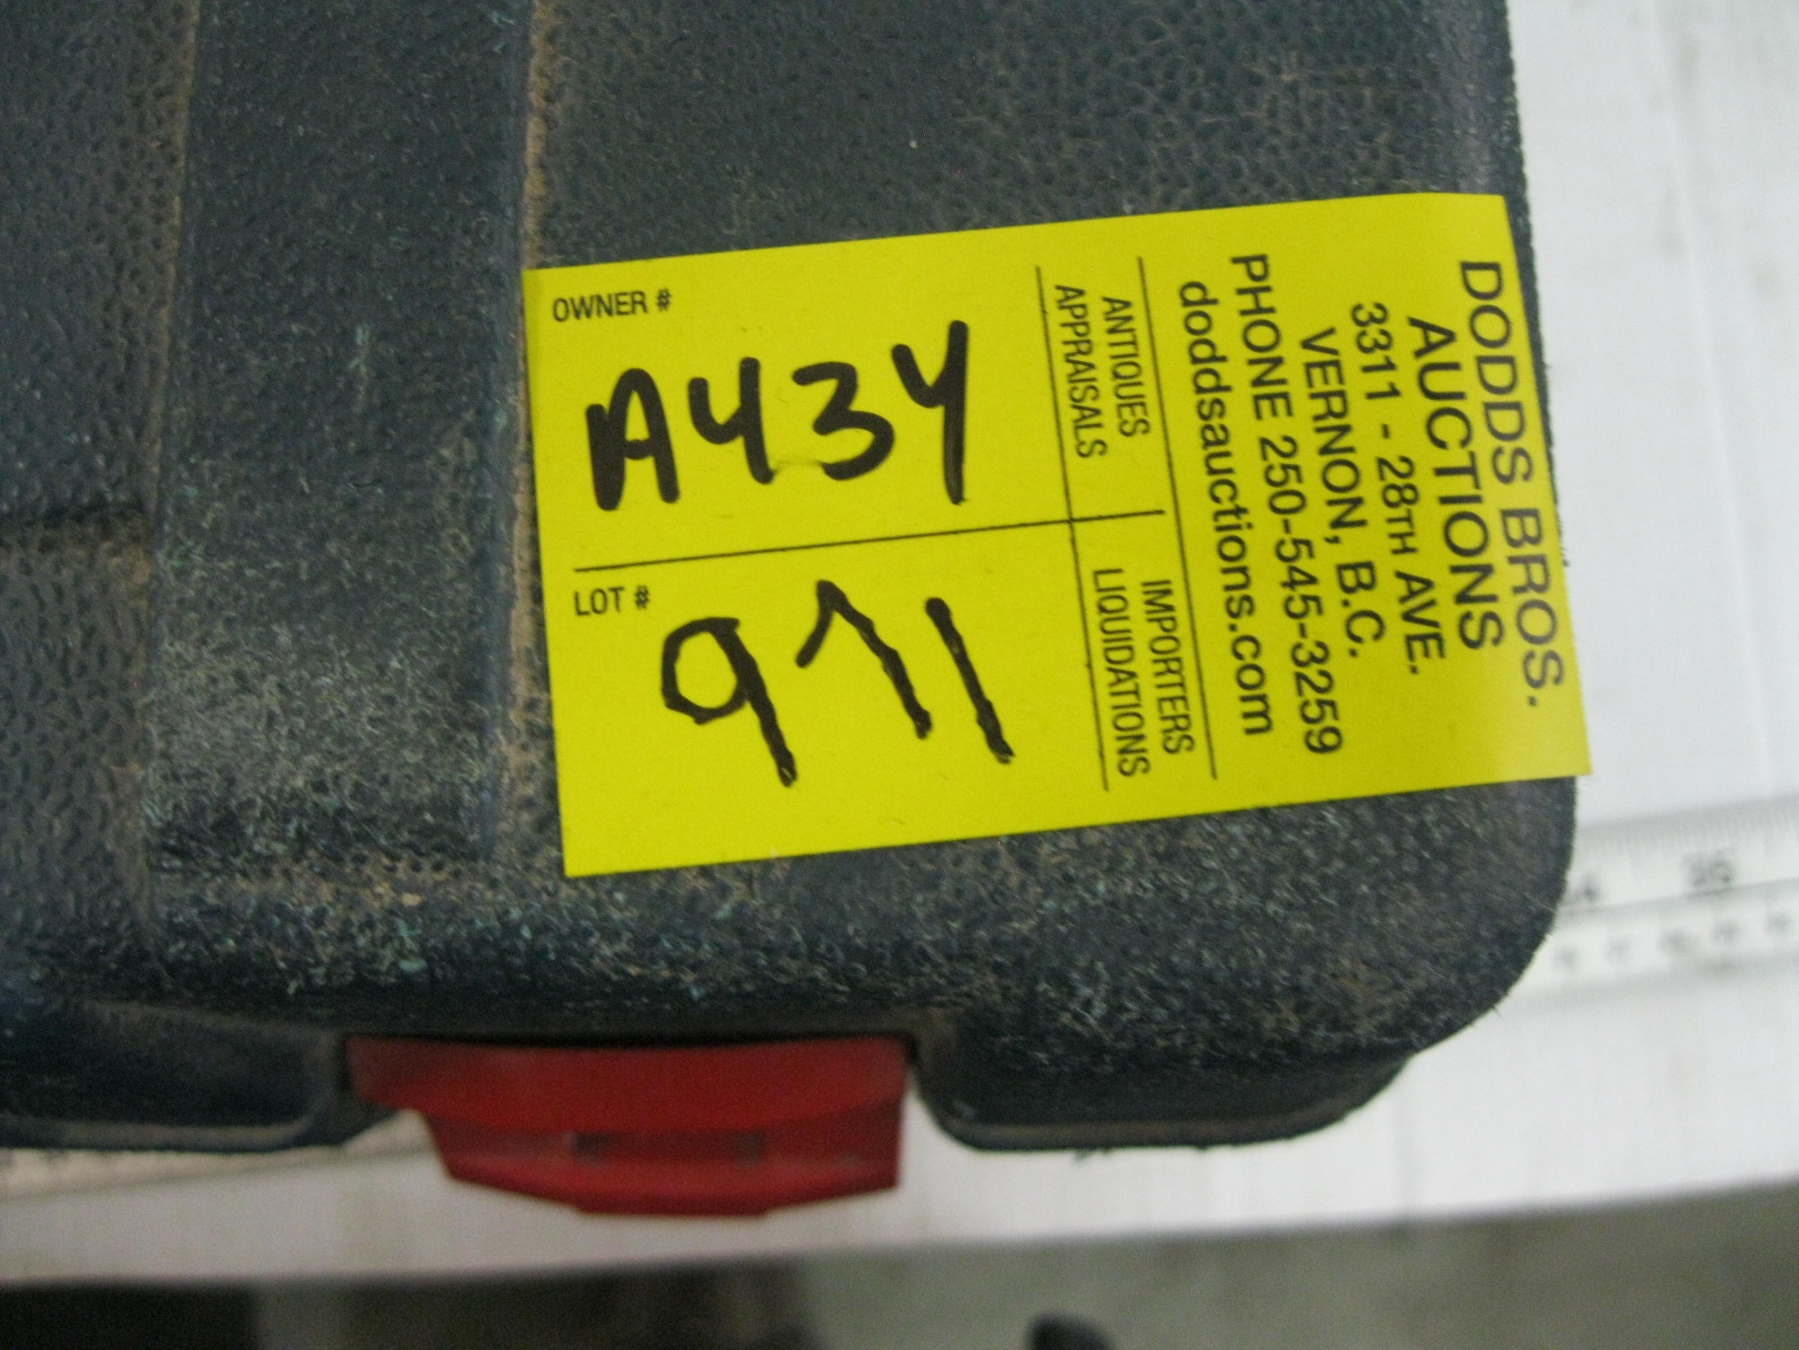 OWNER #
A434
LOT #
971
ANTIQUES
APPRAISALS
IMPORTERS
LIQUIDATIONS
DODDS BROS.
AUCTIONS
3311 - 28TH AVE.
VERNON, B.C.
PHONE 250-545-3259
doddsauctions.com
35